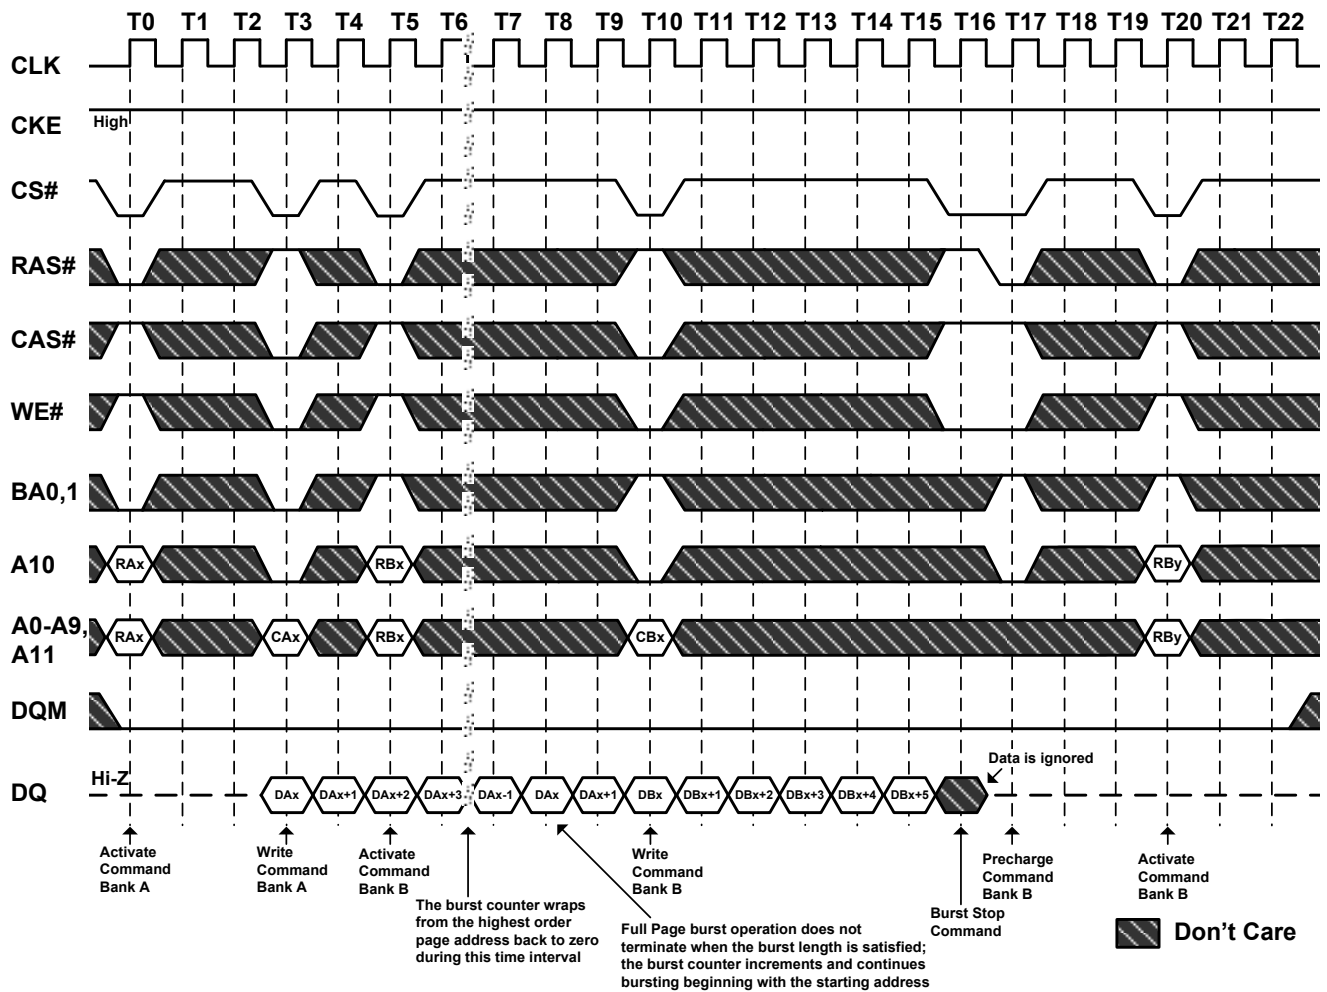 T0 T1 T2 T3 T4 T5 T6 T7 T8 T9 T10 T11 T12 T13 T14 T15 T16 T17 T18 T19 T20 T21 T22
CLK
CKE High
CS#
RAS#
CAS#
WE#
BA0,1
A10 RAx RBx RBy
A0-A9, A11 RAx CAx RBx CBx RBy
DQM
DQ Hi-Z DAx DAx+1 DAx+2 DAx+3 DAx-1 DAx DAx+1 DBx DBx+1 DBx+2 DBx+3 DBx+4 DBx+5
Data is ignored
Activate
Command
Bank A
Write
Command
Bank A
Activate
Command
Bank B
The burst counter wraps
from the highest order
page address back to zero
during this time interval
Write
Command
Bank B
Full Page burst operation does not
terminate when the burst length is satisfied;
the burst counter increments and continues
bursting beginning with the starting address
Burst Stop
Command
Precharge
Command
Bank B
Activate
Command
Bank B
Don't Care